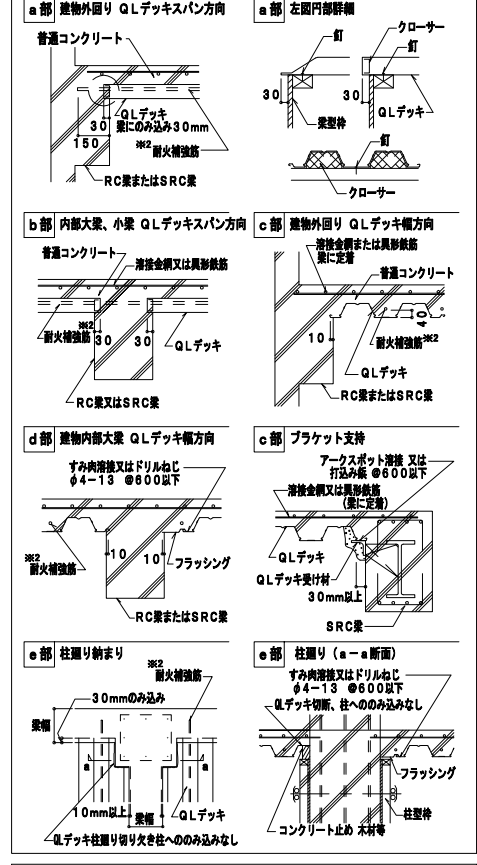 a部 建物外回り QLデッキスパン方向
普通コンクリート
30
150
QLデッキ
梁にのみ込み30mm
※2
耐火補強筋
RC梁またはSRC梁
a部 左図円部詳細
クローサー
釘
釘
30
30
梁型枠
QLデッキ
釘
クローサー
b部 内部大梁、小梁 QLデッキスパン方向
普通コンクリート
溶接金網又は異形鉄筋
※2
耐火補強筋
30
30
QLデッキ
RC梁又はSRC梁
c部 建物外回り QLデッキ幅方向
溶接金網または異形鉄筋
梁に定着
普通コンクリート
10
40
耐火補強筋※2
QLデッキ
RC梁またはSRC梁
d部 建物内部大梁 QLデッキ幅方向
すみ肉溶接又はドリルねじ
φ4-13 @600以下
※2
耐火補強筋
10
10
フラッシング
RC梁またはSRC梁
c部 ブラケット支持
アークスポット溶接 又は
打込み鋲 @600以下
溶接金網又は異形鉄筋
(梁に定着)
QLデッキ
QLデッキ受け材
30mm以上
SRC梁
e部 柱廻り納まり
※2
耐火補強筋
30mmのみ込み
梁幅
a
a
10mm以上
梁幅
QLデッキ
QLデッキ柱廻り切り欠き柱へののみ込みなし
e部 柱廻り(a-a断面)
すみ肉溶接又はドリルねじ
φ4-13 @600以下
QLデッキ切断、柱へののみ込みなし
フラッシング
柱型枠
コンクリート止め 木材等